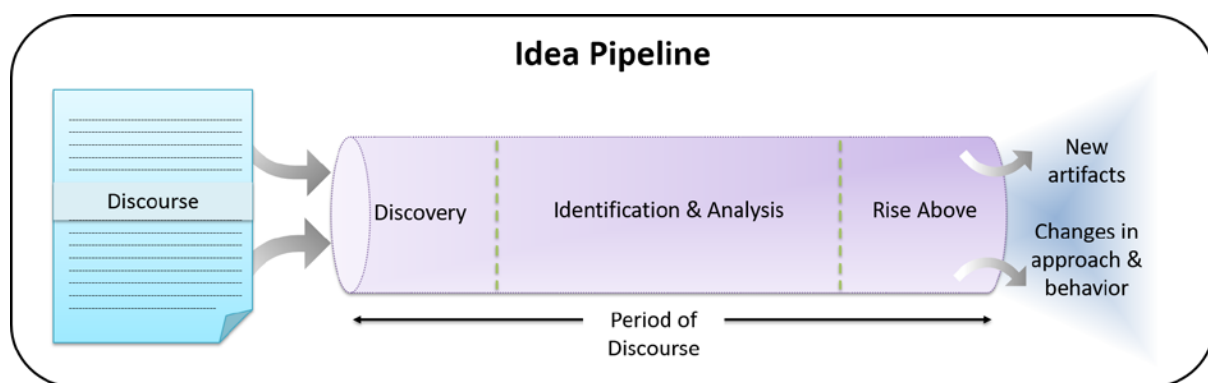 Idea Pipeline
Discourse
Discovery
Identification & Analysis
Rise Above
New
artifacts
Changes in
approach &
behavior
Period of
Discourse